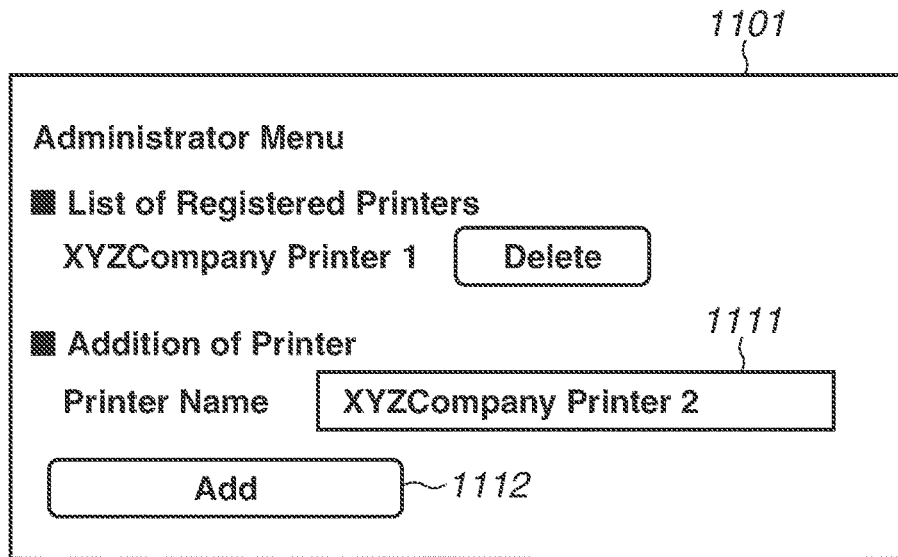 1101
Administrator Menu
■ List of Registered Printers
XYZCompany Printer 1 Delete
1111
■ Addition of Printer
Printer Name XYZCompany Printer 2
Add 1112